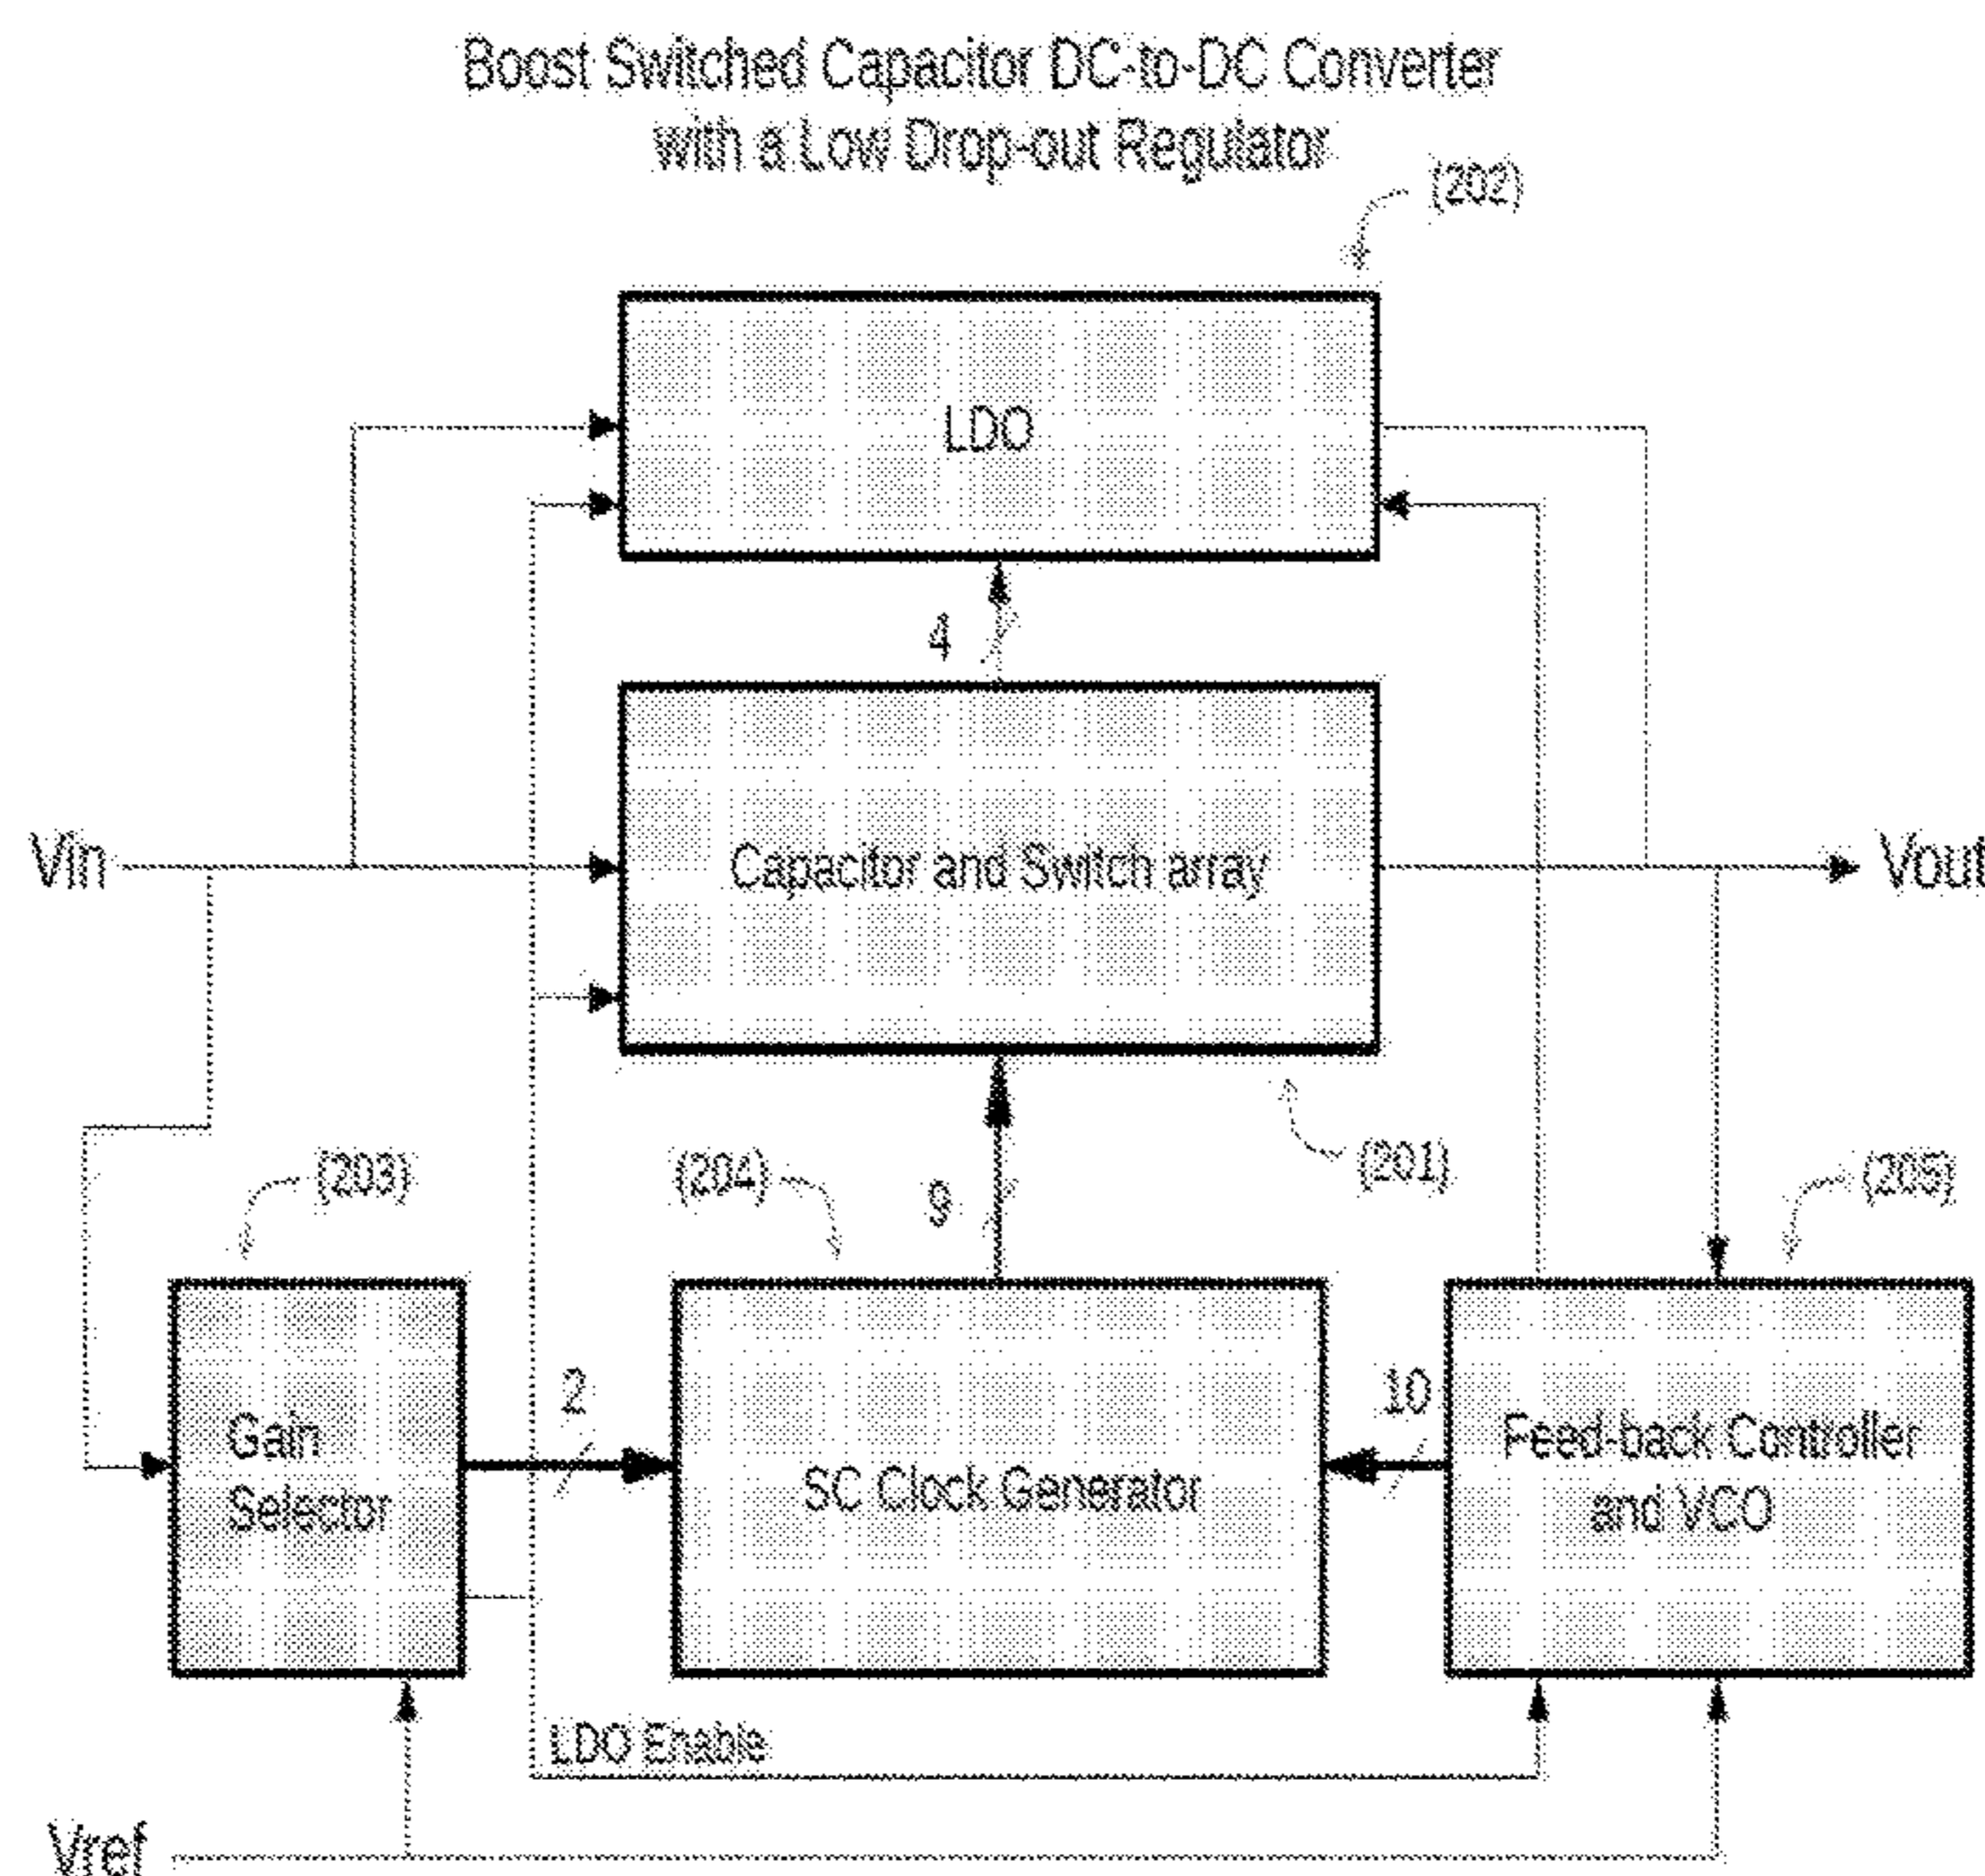 Boost Switched Capacitor DC-to-DC Converter
with a Low Drop-out Regulator
(202)
LDO
4
Vin
Capacitor and Switch array
Vout
(203)
(204)
9
(201)
(205)
2
10
Gain
Selector
SC Clock Generator
Feed-back Controller
and VCO
LDO Enable
Vref